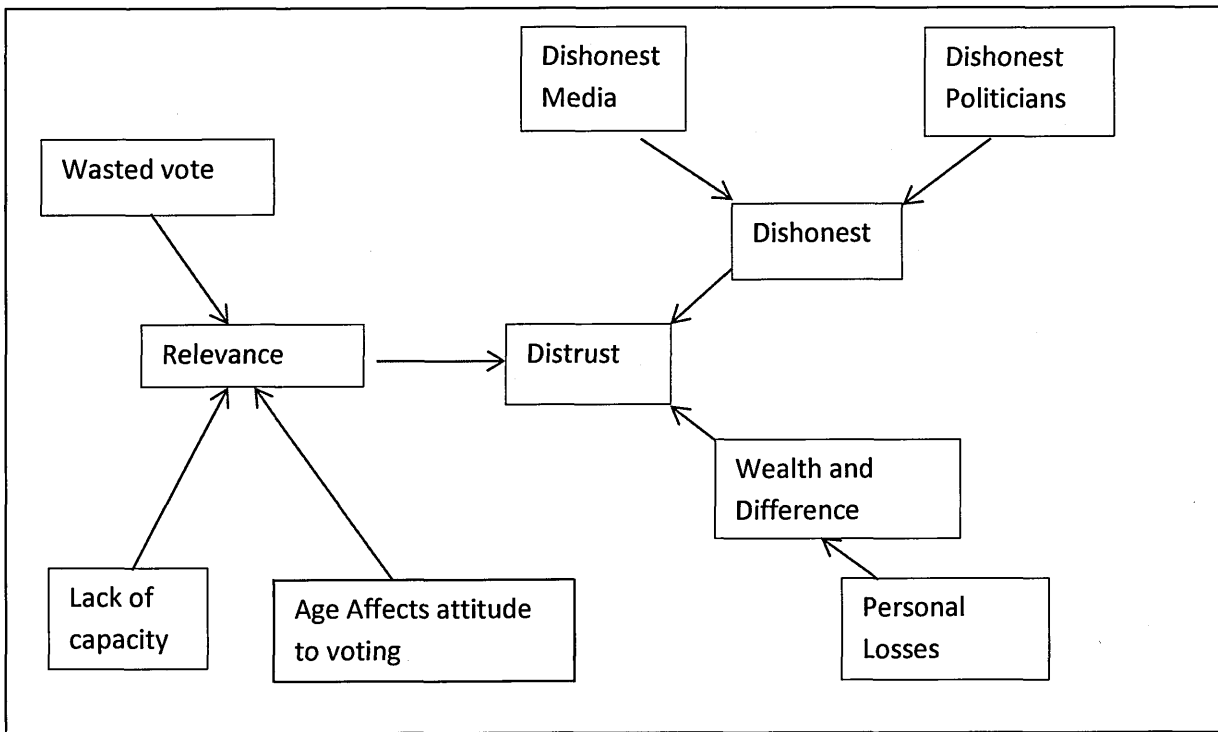 Dishonest
Media
Dishonest
Politicians
Wasted vote
Dishonest
Relevance
Distrust
Wealth and
Difference
Lack of
capacity
Age Affects attitude
to voting
Personal
Losses